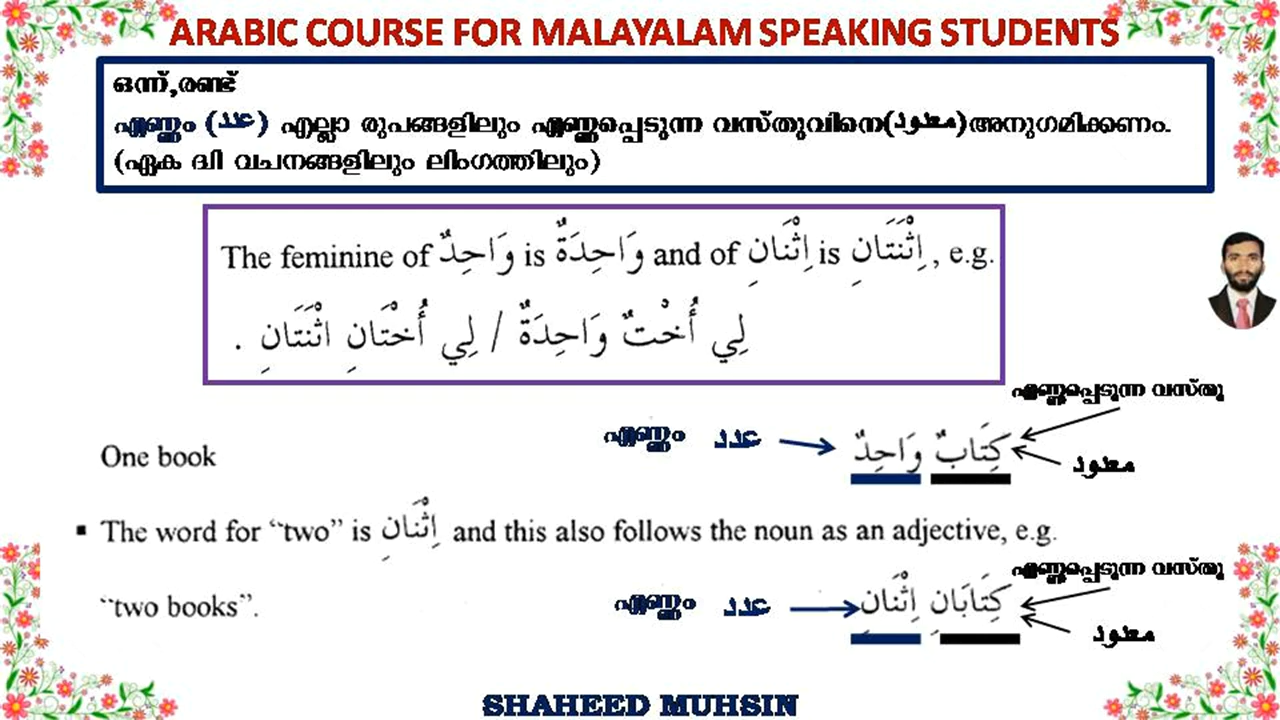 ARABIC COURSE FOR MALAYALAM SPEAKING STUDENTS
ഒന്ന്,രണ്ട്
എണ്ണം (عدد) എല്ലാ രുപങ്ങളിലും എണ്ണപ്പെടുന്ന വസ്തുവിനെ(معدود)അനുഗമിക്കണം.
(ഏക ദ്വി വചനങ്ങളിലും ലിംഗത്തിലും)
The feminine of وَاحِدٌ is وَاحِدَةٌ and of اِثْنَانِ is اِثْنَتَانِ , e.g.
لِي أُخْتٌ وَاحِدَةٌ / لِي أُخْتَانِ اثْنَتَانِ .
എണ്ണപ്പെടുന്ന വസ്തു
One book എണ്ണം عدد كِتَابٌ وَاحِدٌ
معدود
▪ The word for “two” is اِثْنَانِ and this also follows the noun as an adjective, e.g.
എണ്ണപ്പെടുന്ന വസ്തു
“two books”. എണ്ണം عدد كِتَابَانِ اِثْنَانِ
معدود
SHAHEED MUHSIN